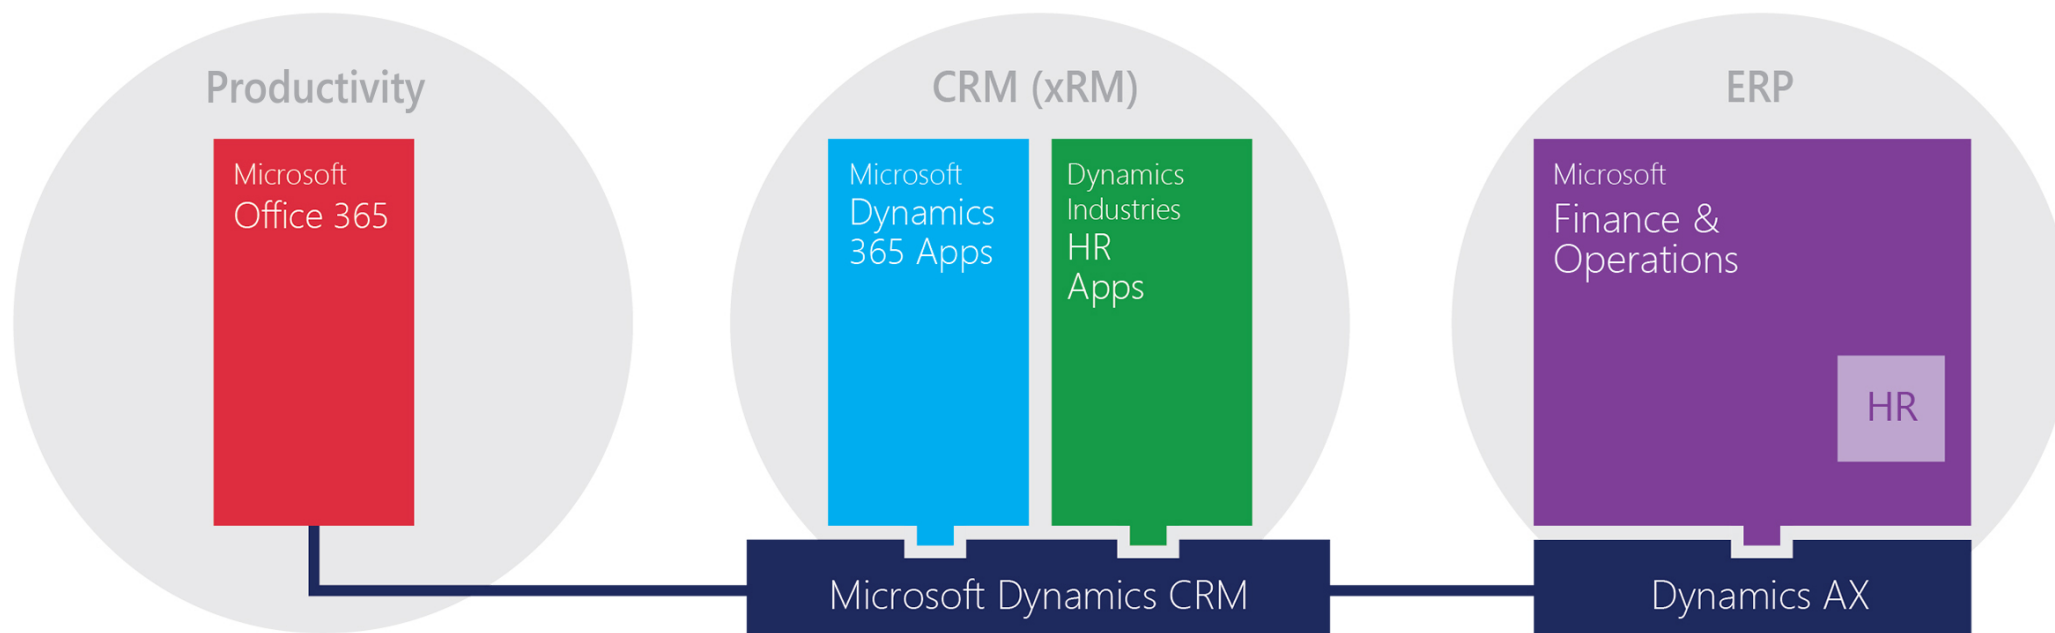 Productivity
Microsoft
Office 365
CRM (xRM)
Microsoft
Dynamics
365 Apps
Dynamics
Industries
HR
Apps
ERP
Microsoft
Finance &
Operations
HR
Microsoft Dynamics CRM
Dynamics AX